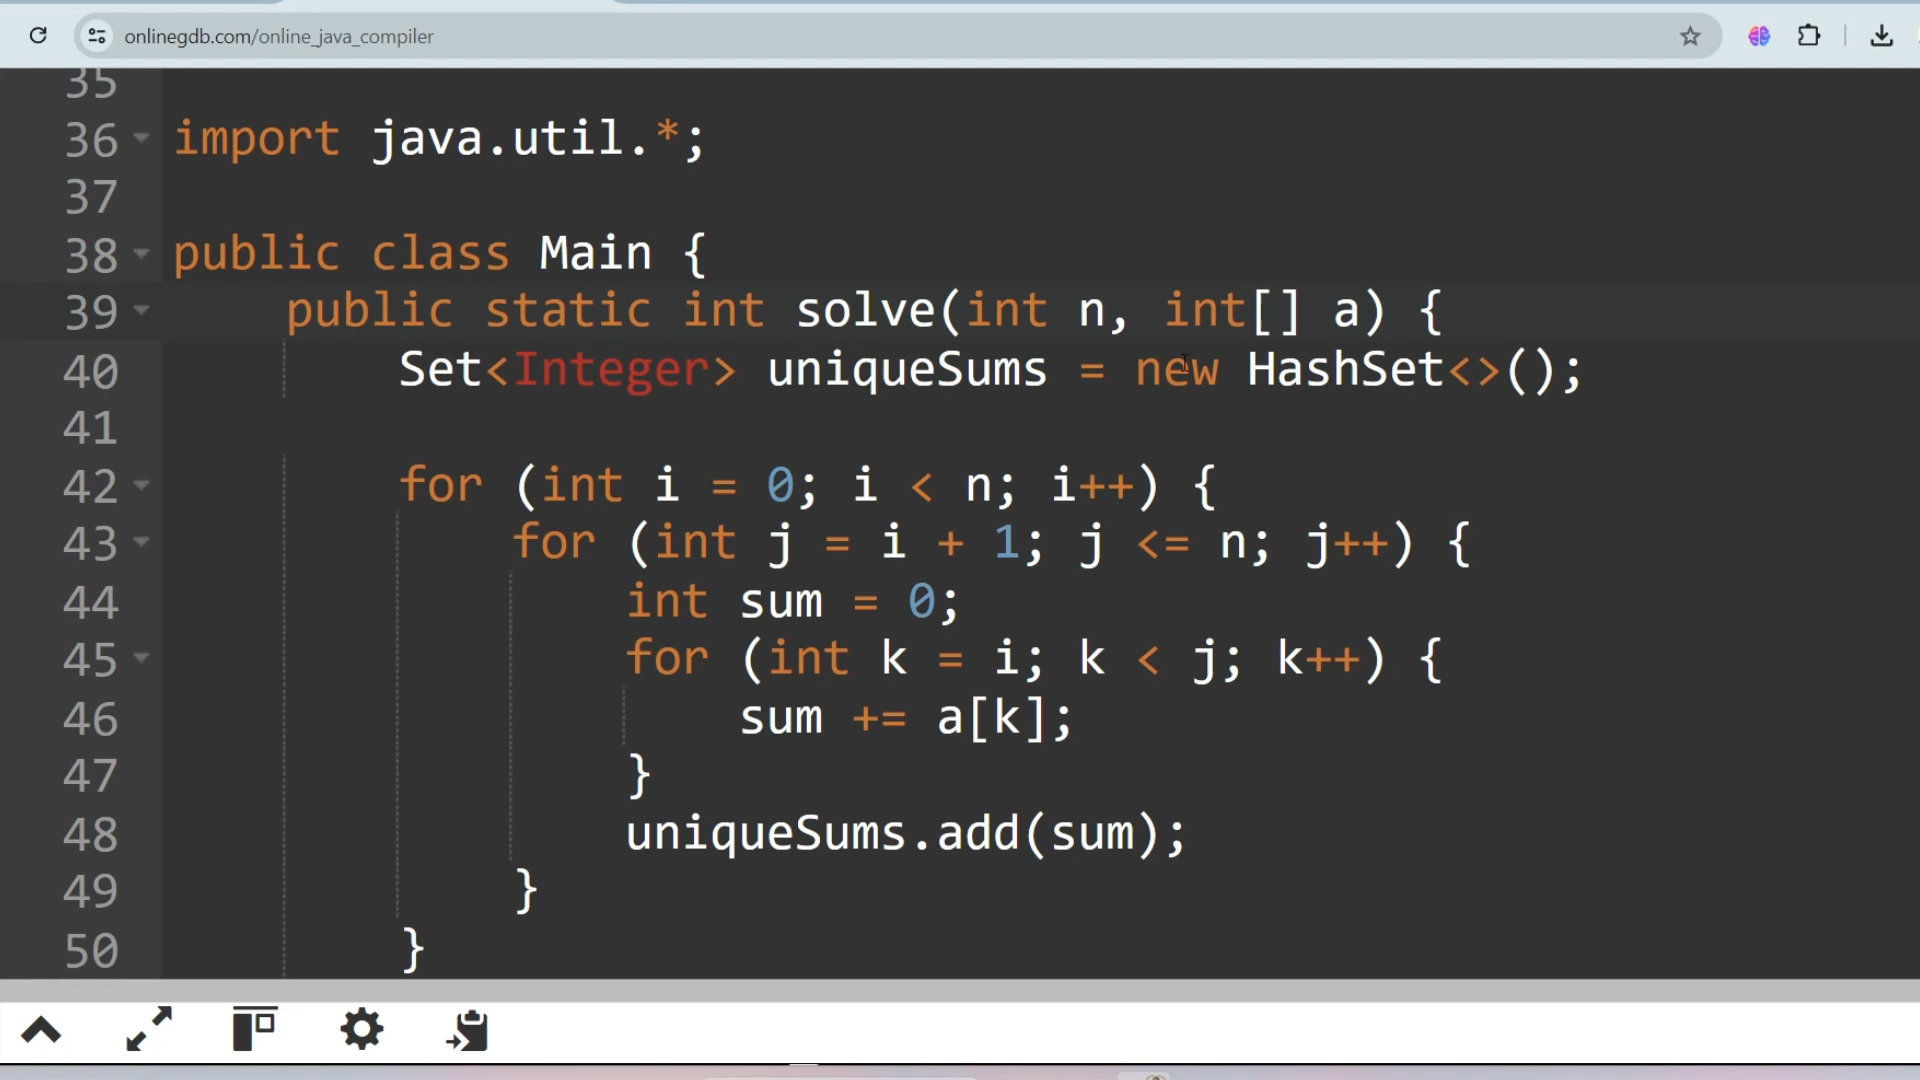 onlinegdb.com/online_java_compiler
35
36 import java.util.*;
37
38 public class Main {
39 public static int solve(int n, int[] a) {
40 Set<Integer> uniqueSums = new HashSet<>();
41
42 for (int i = 0; i < n; i++) {
43 for (int j = i + 1; j <= n; j++) {
44 int sum = 0;
45 for (int k = i; k < j; k++) {
46 sum += a[k];
47 }
48 uniqueSums.add(sum);
49 }
50 }